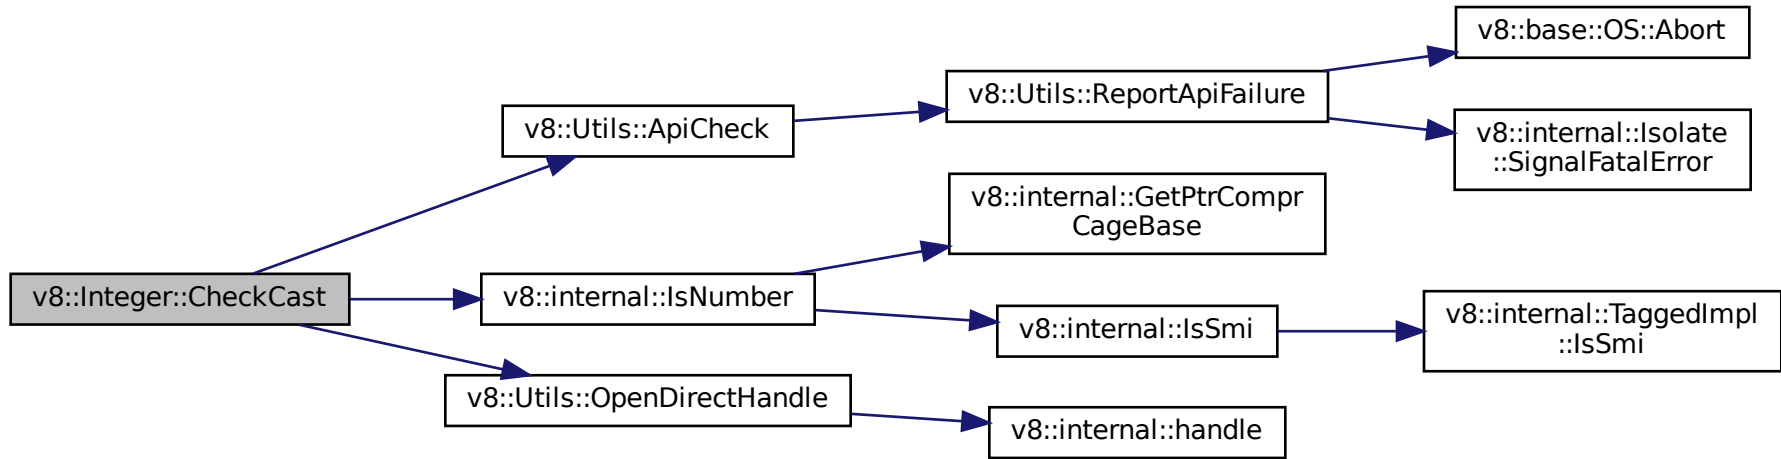 v8::base::OS::Abort
v8::Utils::ReportApiFailure
v8::Utils::ApiCheck
v8::internal::Isolate
::SignalFatalError
v8::internal::GetPtrCompr
CageBase
v8::Integer::CheckCast
v8::internal::IsNumber
v8::internal::IsSmi
v8::internal::TaggedImpl
::IsSmi
v8::Utils::OpenDirectHandle
v8::internal::handle